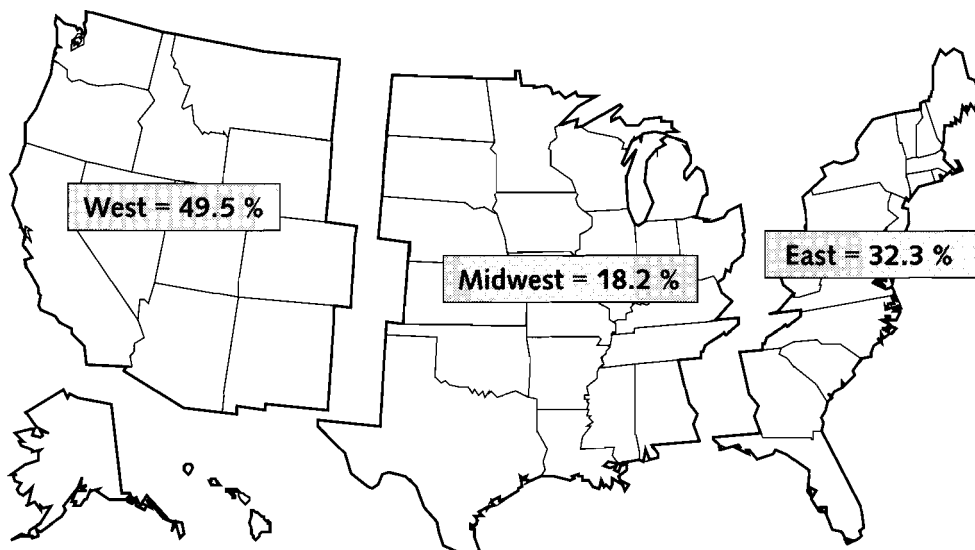 West = 49.5 %
Midwest = 18.2 %
East = 32.3 %